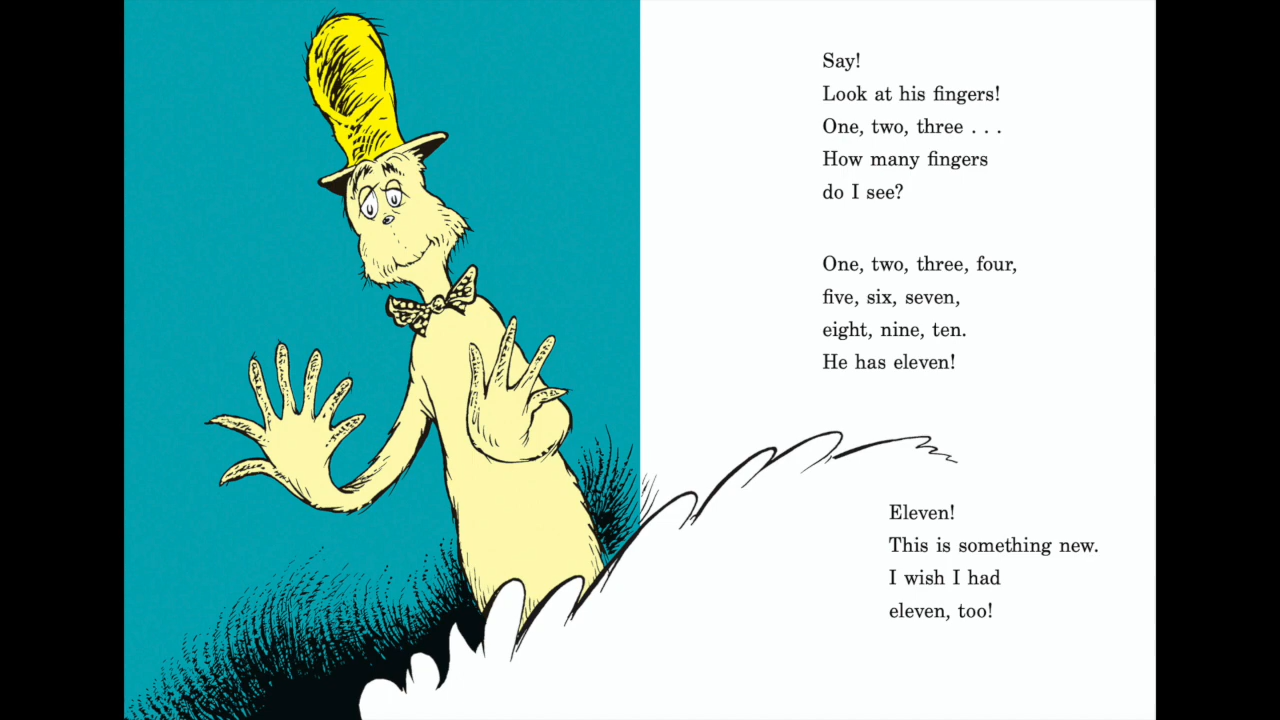 Say!
Look at his fingers!
One, two, three . . .
How many fingers
do I see?
One, two, three, four,
five, six, seven,
eight, nine, ten.
He has eleven!
Eleven!
This is something new.
I wish I had
eleven, too!